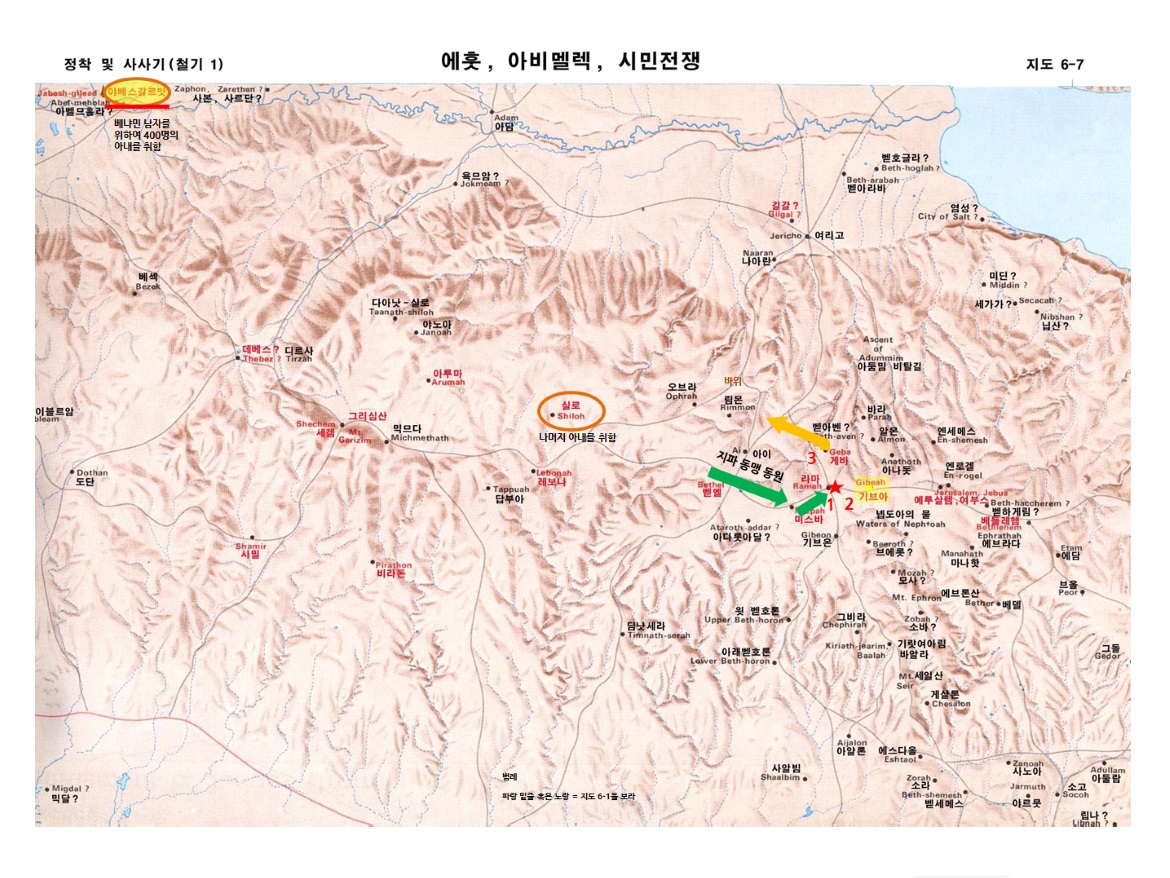 정착 및 사사기(철기 1)
에훗, 아비멜렉, 시민전쟁
지도 6-7
Jabesh-gilead
야베스길르앗
Zaphon
Zarethan ?
사본, 사르단?
Abel-meholah
아벨므홀라?
베냐민 남자를
위하여 400명의
아내를 취함
Adam
아담
욕므암?
Jokmeam ?
벧호글라?
Beth-hoglah ?
Beth-arabah
벧아라바
길갈?
Gilgal ?
염성?
City of Salt ?
Jericho
여리고
Naaran
나아란
베섹
Bezek
미딘?
Middin ?
세가가?
Secacah ?
Nibshan ?
닙산?
다아낫-실로
Taanath-shiloh
야노아
Janoah
Ascent
of
Adummim
아둠밈 비탈길
데베스?
Thebez ?
디르사
Tirzah
아루마
Arumah
바위
오브라
Ophrah
림몬
Rimmon
실로
Shiloh
나머지 아내를 취함
바라
Parah
이블르암
ibleam
그리심산
Shechem
세겜
Mt.
Gerizim
믹므다
Michmethath
벧아벤?
Beth-aven ?
알몬
Almon
엔세메스
En-shemesh
Geba
게바
3
Ai
아이
Anathoth
아나돗
지파 동맹 동원
Dothan
도단
Lebonah
레보나
Tappuah
답부아
Bethel
벧엘
라마
Ramah
Gibeah
기브아
1
2
엔로겔
En-rogel
Jerusalem, Jebus
예루살렘,여부스
Beth-haccherem ?
벧하게림?
베들레헴
Bethlehem
Ephrathah
에브라다
미스바
Ataroth-addar ?
아다롯아달?
Gibeon
기브온
넵도아의 물
Waters of Nephtoah
Beeroth ?
브에롯?
Manahath
마나핫
Etam
에담
Shamir
사밀
Pirathon
비라돈
Mozah ?
모사?
Mt. Ephron
에브론산
Bether
베델
브올
Peor
윗 벧호론
Upper Beth-horon
그비라
Chephirah
Zobah ?
소바?
담낫세라
Timnath-serah
아래벧호론
Lower Beth-horon
Kiriath-jearim,
Baalah
기럇여아림
바알라
그돌
Gedor
Mt.
Seir
세일산
게살론
Chesalon
Aijalon
아얄론
에스다올
Eshtaol
사알빔
Shaalbim
Zorah
소라
Beth-shemesh
벧세메스
Zanoah
사노아
Jarmuth
야르뭇
소고
Socoh
Adullam
아둘람
립나?
Libnah ?
Migdal ?
믹달?
범례
파랑 밑줄 혹은 노랑 = 지도 6-1를 보라